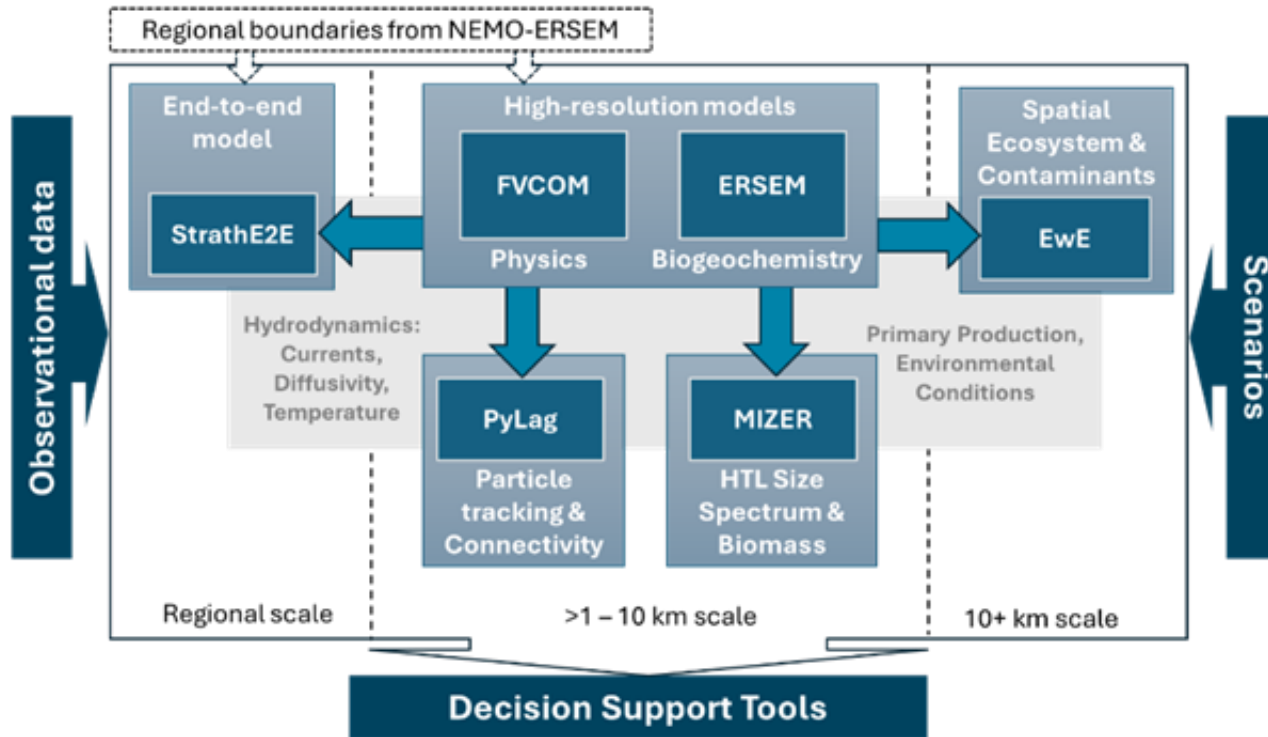 Regional boundaries from NEMO-ERSEM
Observational data
End-to-end
model
StrathE2E
High-resolution models
FVCOM
ERSEM
Physics
Biogeochemistry
Spatial
Ecosystem &
Contaminants
EwE
Scenarios
Hydrodynamics:
Currents,
Diffusivity,
Temperature
Primary Production,
Environmental
Conditions
PyLag
Particle
tracking &
Connectivity
MIZER
HTL Size
Spectrum &
Biomass
Regional scale
>1 – 10 km scale
10+ km scale
Decision Support Tools